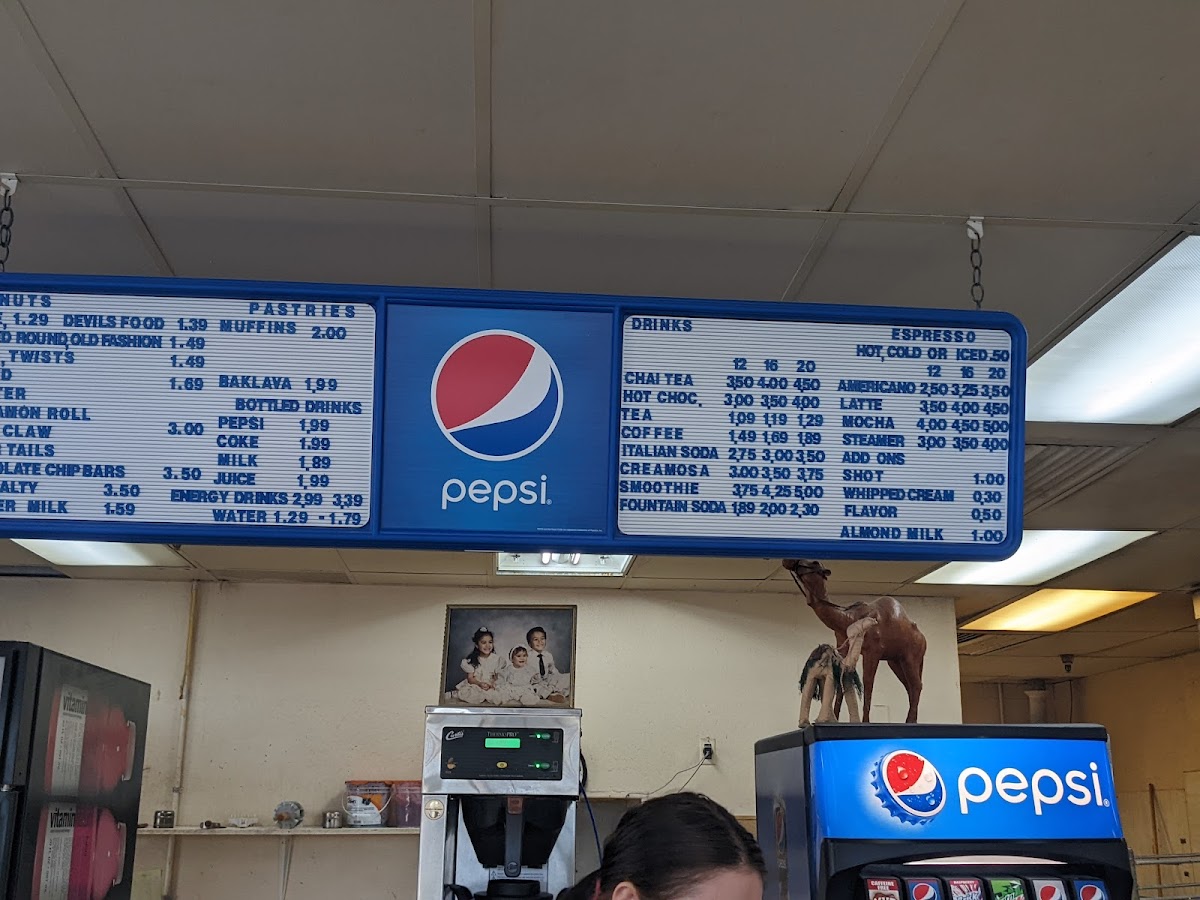 NUTS
PASTRIES
1.29 DEVILS FOOD 1.39
MUFFINS 2.00
ROUND, OLD FASHION 1.49
TWISTS 1.49
1.69
BAKLAVA 1,99
BOTTLED DRINKS
AMON ROLL
PEPSI 1,99
CLAW 3.00
COKE 1.99
TAILS
MILK 1,89
OLATE CHIP BARS 3.50
JUICE 1,99
ALTY 3.50
ENERGY DRINKS 2,99 3,39
ER MILK 1.59
WATER 1.29 - 1.79
pepsi
DRINKS
12 16 20
CHAI TEA 3,50 4.00 4,50
HOT CHOC, 3,00 3,50 4,00
TEA 1,09 1,19 1,29
COFFEE 1,49 1,69 1,89
ITALIAN SODA 2,75 3,00 3,50
CREAMOSA 3.00 3,50 3,75
SMOOTHIE 3,75 4,25 5,00
FOUNTAIN SODA 1,89 2,00 2,30
ESPRESSO
HOT, COLD OR ICED .50
12 16 20
AMERICANO 2,50 3,25 3,50
LATTE 3,50 4,00 4,50
MOCHA 4,00 4,50 5,00
STEAMER 3,00 3,50 4,00
ADD ONS
SHOT 1.00
WHIPPED CREAM 0,30
FLAVOR 0,50
ALMOND MILK 1.00
Curtis
vitamin
vitamin
pepsi
CAFFEINE
FREE